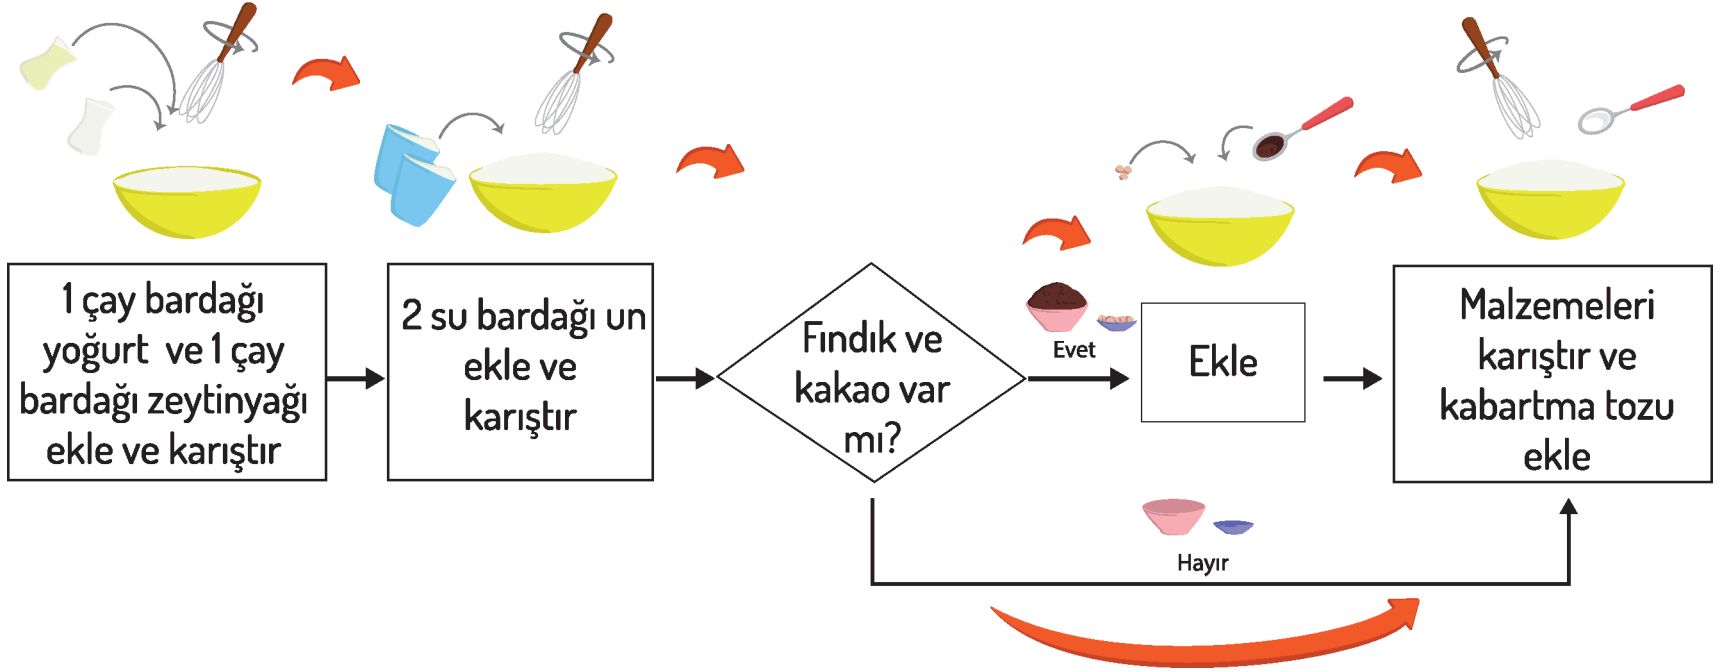 1 çay bardağı
yoğurt ve 1 çay
bardağı zeytinyağı
ekle ve karıştır
2 su bardağı un
ekle ve
karıştır
Fındık ve
kakao var
mı?
Evet
Ekle
Malzemeleri
karıştır ve
kabartma tozu
ekle
Hayır